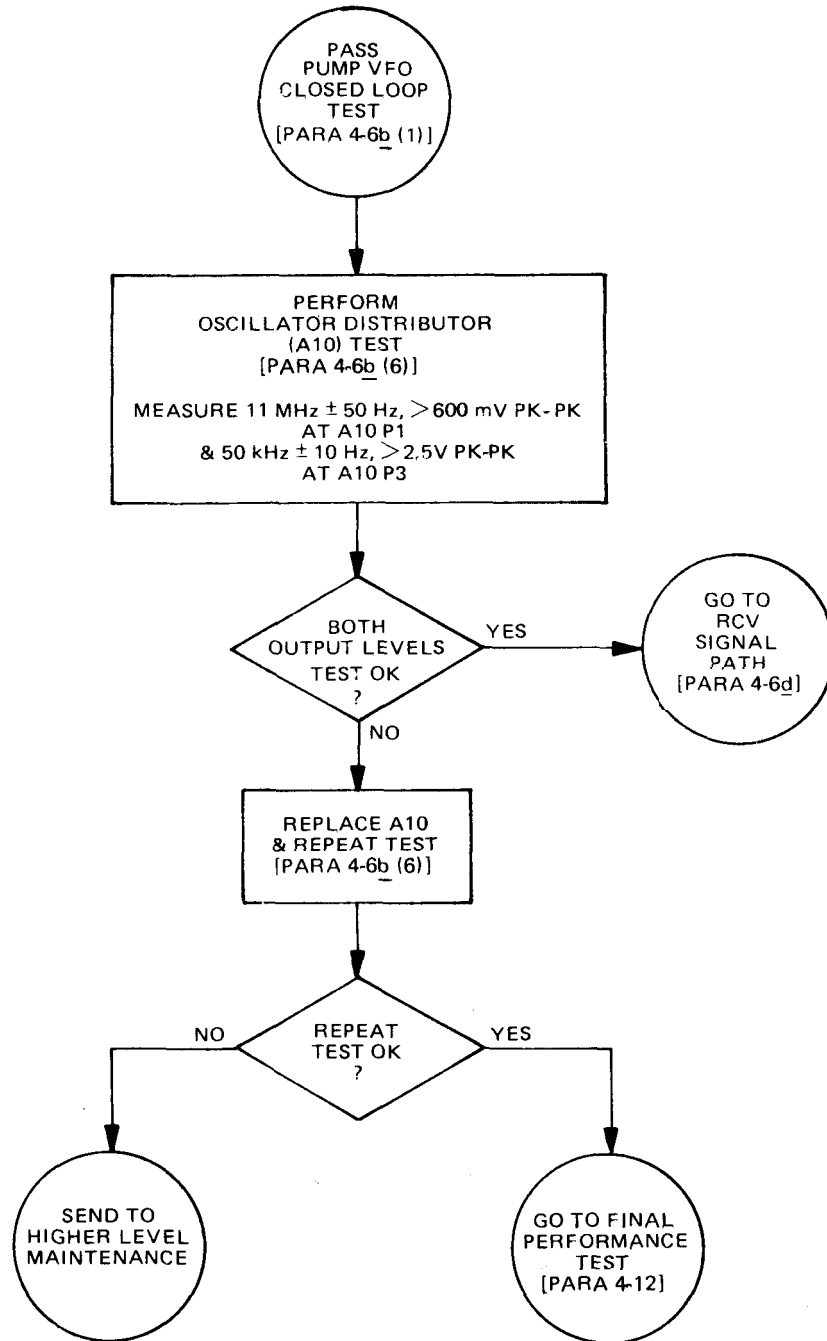 PASS
PUMP VFO
CLOSED LOOP
TEST
[PARA 4-6b (1)]
PERFORM
OSCILLATOR DISTRIBUTOR
(A10) TEST
[PARA 4-6b (6)]
MEASURE 11 MHz ± 50 Hz, >600 mV PK-PK
AT A10 P1
& 50 kHz ± 10 Hz, >2.5V PK-PK
AT A10 P3
BOTH
OUTPUT LEVELS
TEST OK
?
YES
GO TO
RCV
SIGNAL
PATH
[PARA 4-6d]
NO
REPLACE A10
& REPEAT TEST
[PARA 4-6b (6)]
NO
REPEAT
TEST OK
?
YES
SEND TO
HIGHER LEVEL
MAINTENANCE
GO TO FINAL
PERFORMANCE
TEST
[PARA 4-12]